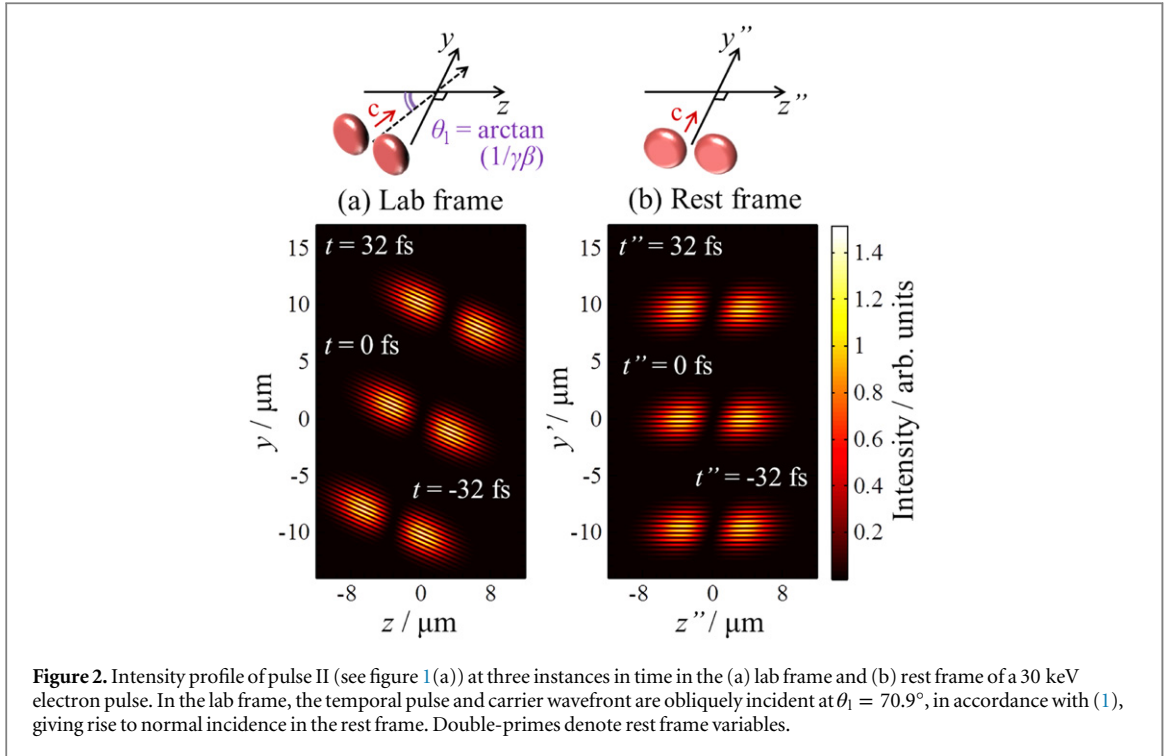 y
c
z
θ₁ = arctan
(1/γβ)
(a) Lab frame
y’’
c
z’’
(b) Rest frame
15
10
5
0
-5
-10
y / μm
t = 32 fs
t = 0 fs
t = -32 fs
-8 0 8
z / μm
15
10
5
0
-5
-10
y’/ μm
t’’ = 32 fs
t’’ = 0 fs
t’’ = -32 fs
-8 0 8
z’’/ μm
1.4
1.2
1
0.8
0.6
0.4
0.2
Intensity / arb. units
Figure 2. Intensity profile of pulse II (see figure 1(a)) at three instances in time in the (a) lab frame and (b) rest frame of a 30 keV
electron pulse. In the lab frame, the temporal pulse and carrier wavefront are obliquely incident at θ₁ = 70.9°, in accordance with (1),
giving rise to normal incidence in the rest frame. Double-primes denote rest frame variables.